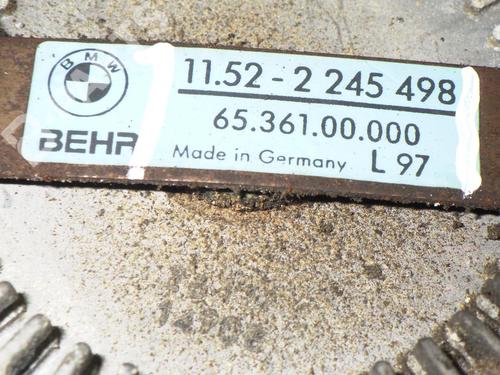 BMW
11.52 - 2 245 498
65.361.00.000
BEHR
Made in Germany L 97